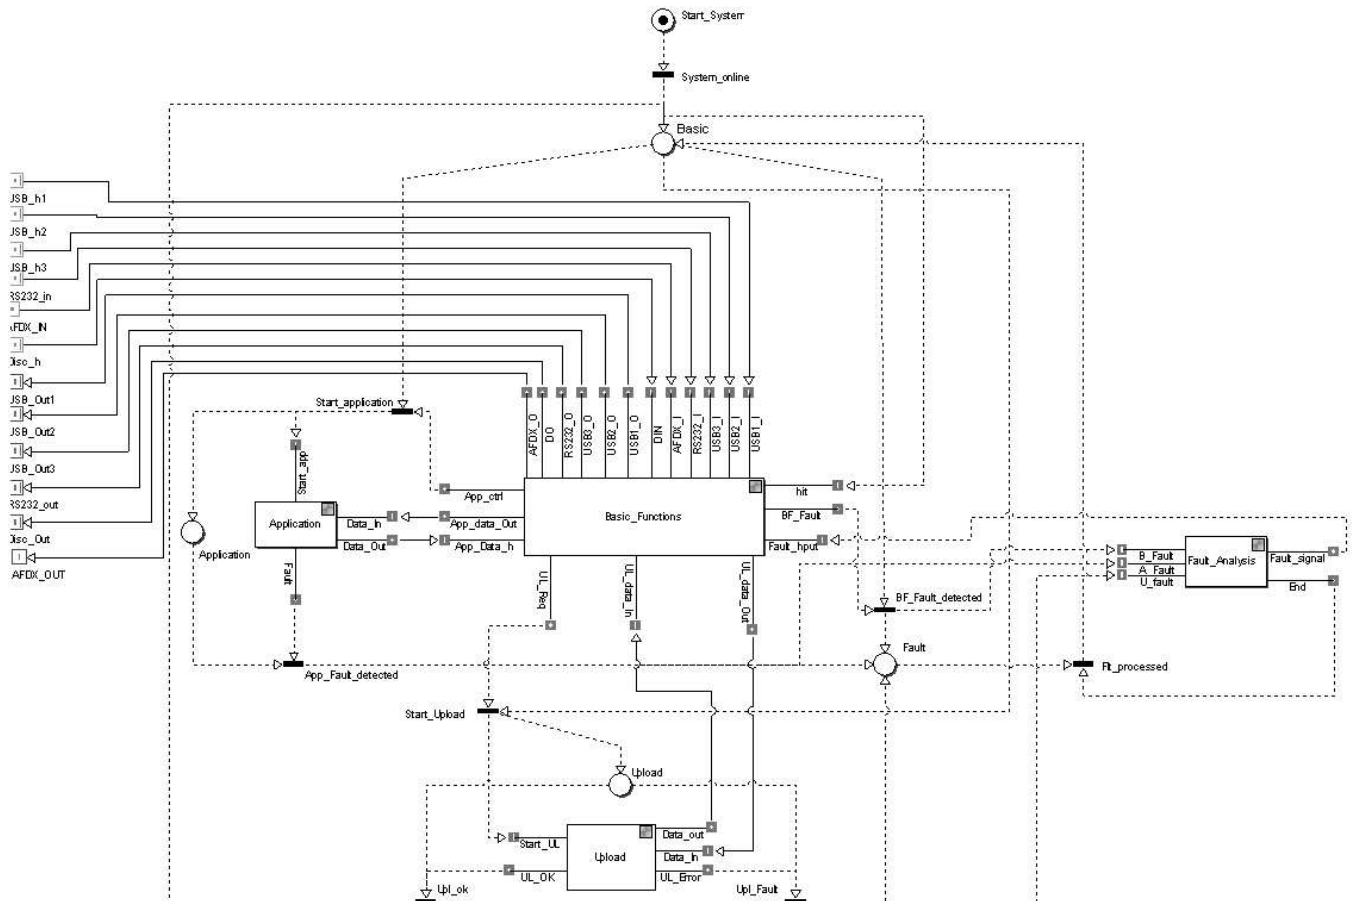 Start_System
System_online
Basic
USB_h1
USB_h2
USB_h3
RS232_in
AFDX_IN
Disc_h
USB_Out1
USB_Out2
USB_Out3
RS232_out
Disc_Out
AFDX_OUT
Start_application
AFDX_O
DO
RS232_O
USB3_O
USB2_O
USB1_O
DIN
AFDX_I
RS232_I
USB3_I
USB2_I
USB1_I
Start_app
App_ctrl
hit
Application
Data_In
App_data_Out
Basic_Functions
BF_Fault
Data_Out
App_Data_h
Fault_hput
Application
Fault
UL_Req
UL_data_In
UL_data_Out
B_Fault
A_Fault
U_fault
Fault_Analysis
Fault_signal
End
BF_Fault_detected
Fault
App_Fault_detected
Flt_processed
Start_Upload
Upload
Start_UL
Data_out
Upload
Data_In
UL_OK
UL_Error
Upl_ok
Upl_Fault